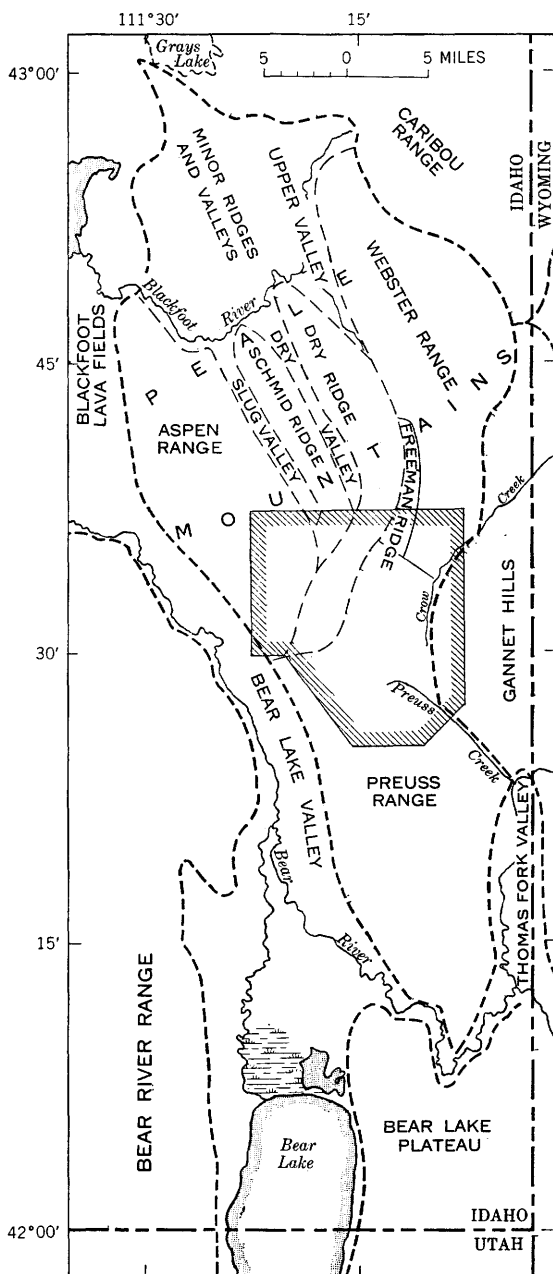 111°30′
15′
Grays
Lake
43°00′
5 0 5 MILES
CARIBOU
RANGE
IDAHO
WYOMING
MINOR RIDGES
AND VALLEYS
UPPER VALLEY
WEBSTER RANGE
Blackfoot
River
45′
BLACKFOOT
LAVA FIELDS
PEALE
MOUNTAINS
DRY RIDGE
DRY
VALLEY
SCHMID RIDGE
SLUG VALLEY
ASPEN
RANGE
FREEMAN RIDGE
Creek
Crow
GANNET HILLS
30′
BEAR LAKE
VALLEY
Preuss
Creek
PREUSS
RANGE
THOMAS FORK VALLEY
Bear
River
15′
BEAR RIVER RANGE
BEAR LAKE
PLATEAU
Bear
Lake
42°00′
IDAHO
UTAH